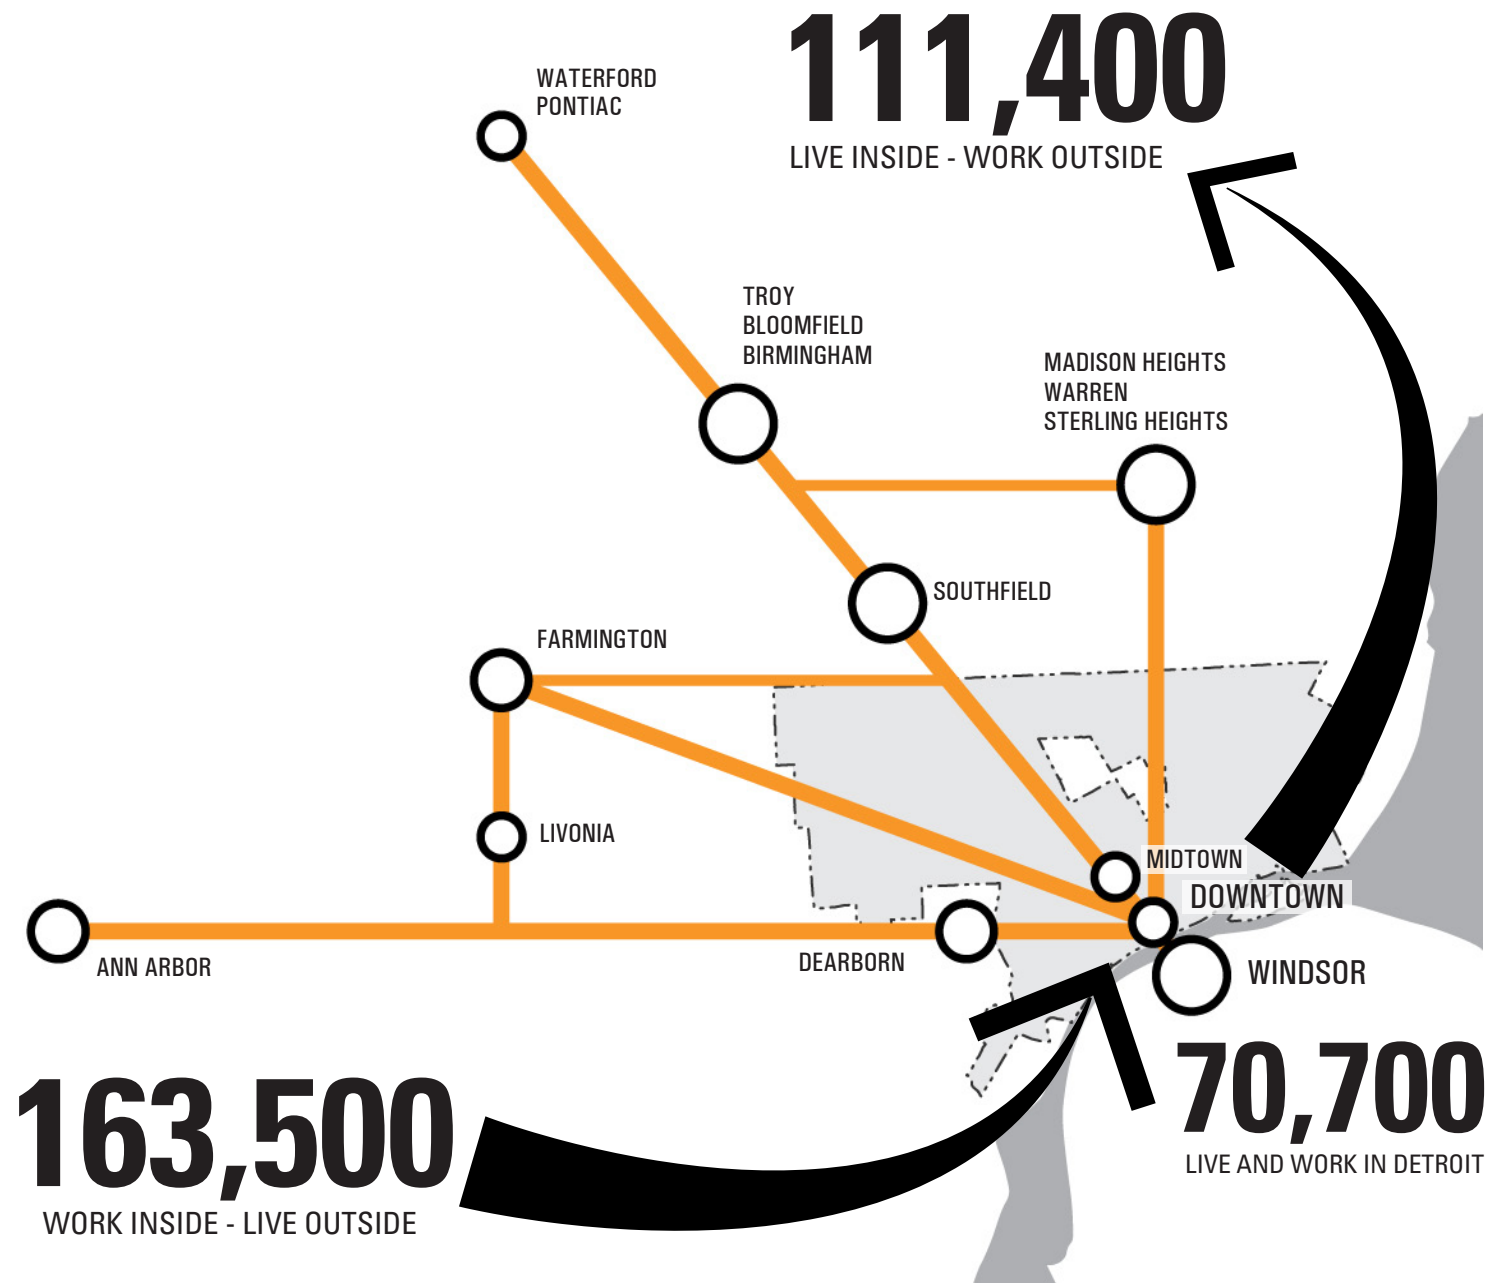 111,400
LIVE INSIDE - WORK OUTSIDE
WATERFORD
PONTIAC
TROY
BLOOMFIELD
BIRMINGHAM
MADISON HEIGHTS
WARREN
STERLING HEIGHTS
SOUTHFIELD
FARMINGTON
LIVONIA
MIDTOWN
DOWNTOWN
ANN ARBOR
DEARBORN
WINDSOR
163,500
WORK INSIDE - LIVE OUTSIDE
70,700
LIVE AND WORK IN DETROIT